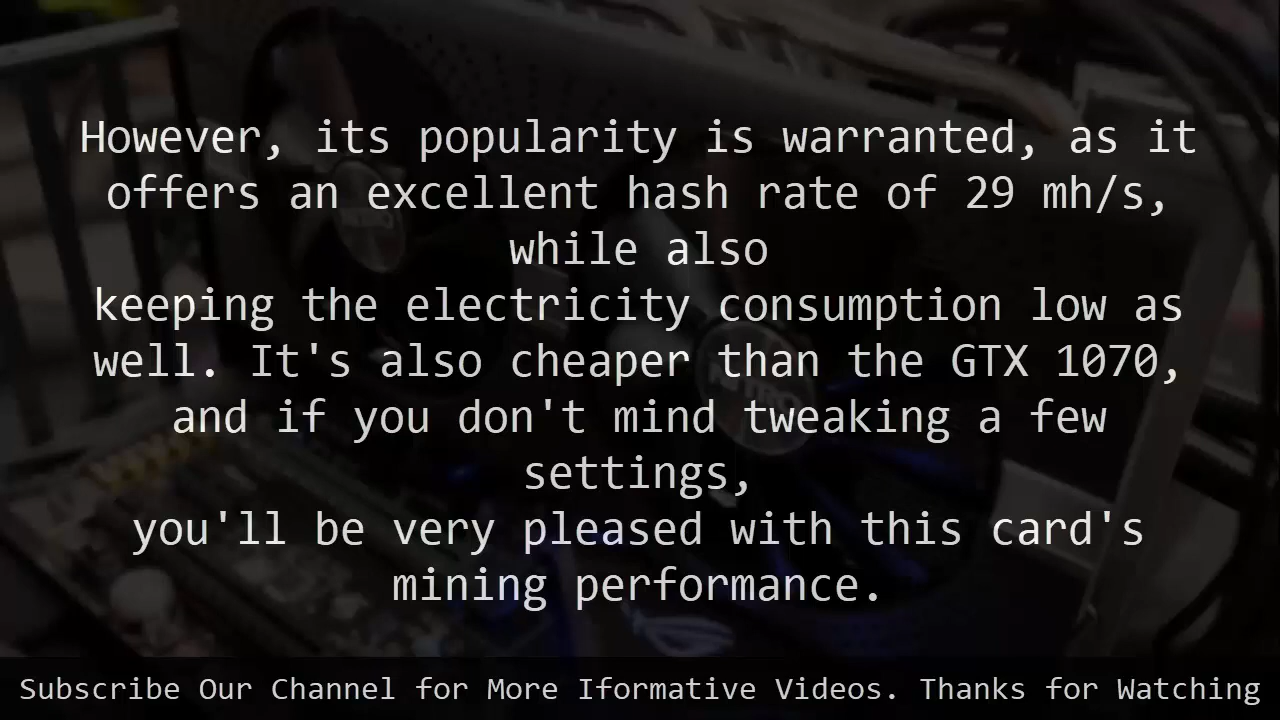 However, its popularity is warranted, as it
offers an excellent hash rate of 29 mh/s,
while also
keeping the electricity consumption low as
well. It's also cheaper than the GTX 1070,
and if you don't mind tweaking a few
settings,
you'll be very pleased with this card's
mining performance.
Subscribe Our Channel for More Iformative Videos. Thanks for Watching